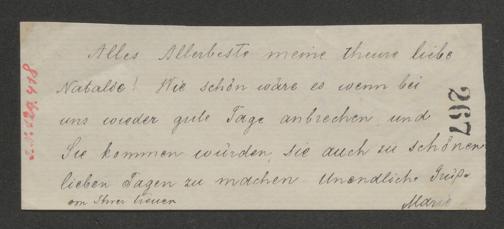 Alles Allerbeste meine theure liebe
Natalie! Wie schön wäre es wenn bei
uns wieder gute Tage anbrechen und
Sie kommen würden, sie auch zu schönen
lieben Tagen zu machen. Unendliche Grüße
von Ihrer treuen
Marie
267